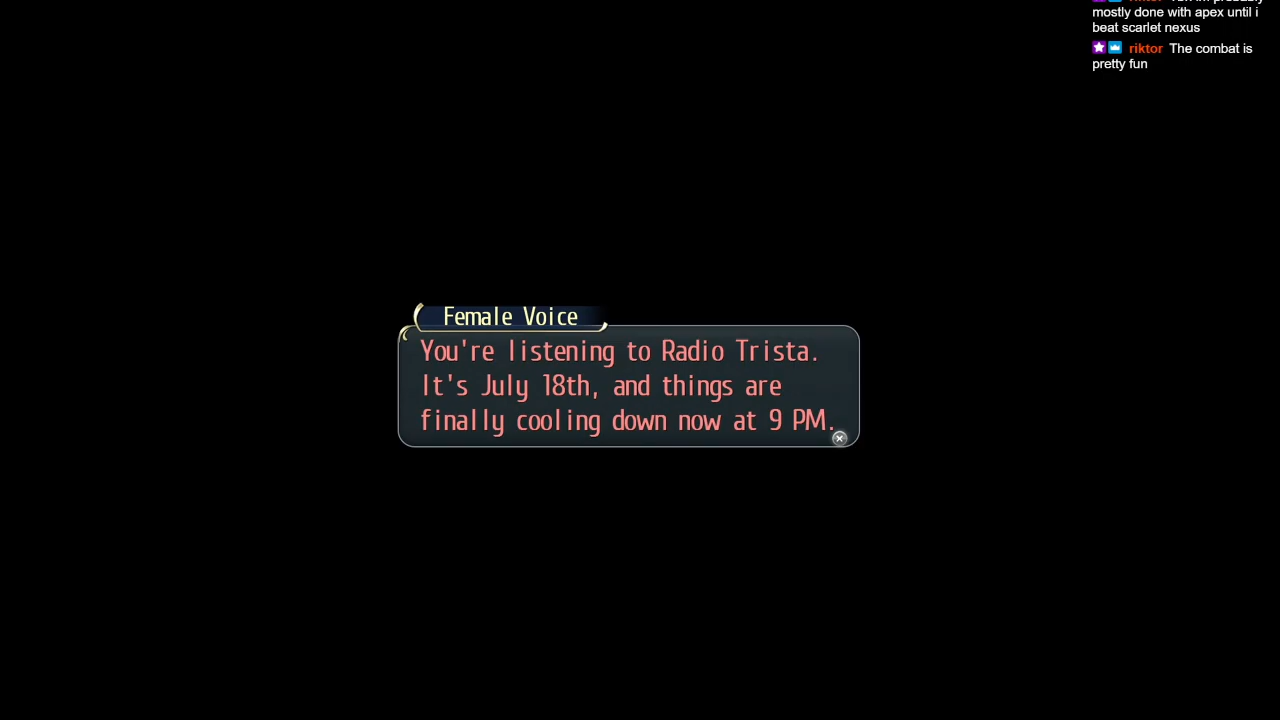 mostly done with apex until i
beat scarlet nexus
riktor The combat is
pretty fun
Female Voice
You're listening to Radio Trista.
It's July 18th, and things are
finally cooling down now at 9 PM.